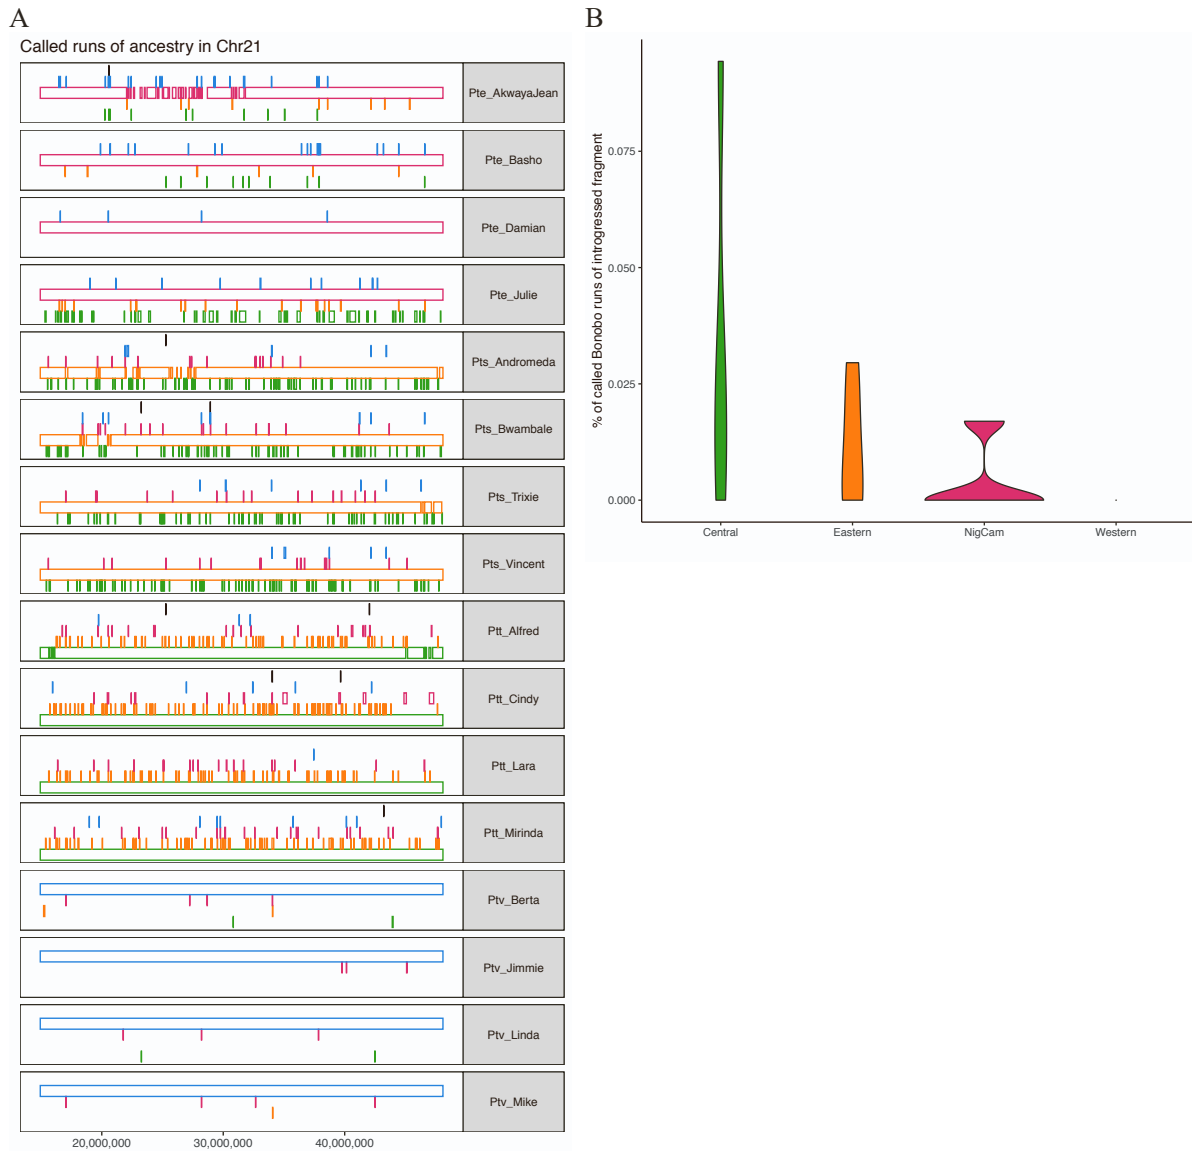 A
B
Called runs of ancestry in Chr21
Pte_AkwayaJean
Pte_Basho
Pte_Damian
Pte_Julie
Pts_Andromeda
Pts_Bwambale
Pts_Trixie
Pts_Vincent
Ptt_Alfred
Ptt_Cindy
Ptt_Lara
Ptt_Mirinda
Ptv_Berta
Ptv_Jimmie
Ptv_Linda
Ptv_Mike
20,000,000
30,000,000
40,000,000
% of called Bonobo runs of introgressed fragment
0.075
0.050
0.025
0.000
Central
Eastern
NigCam
Western